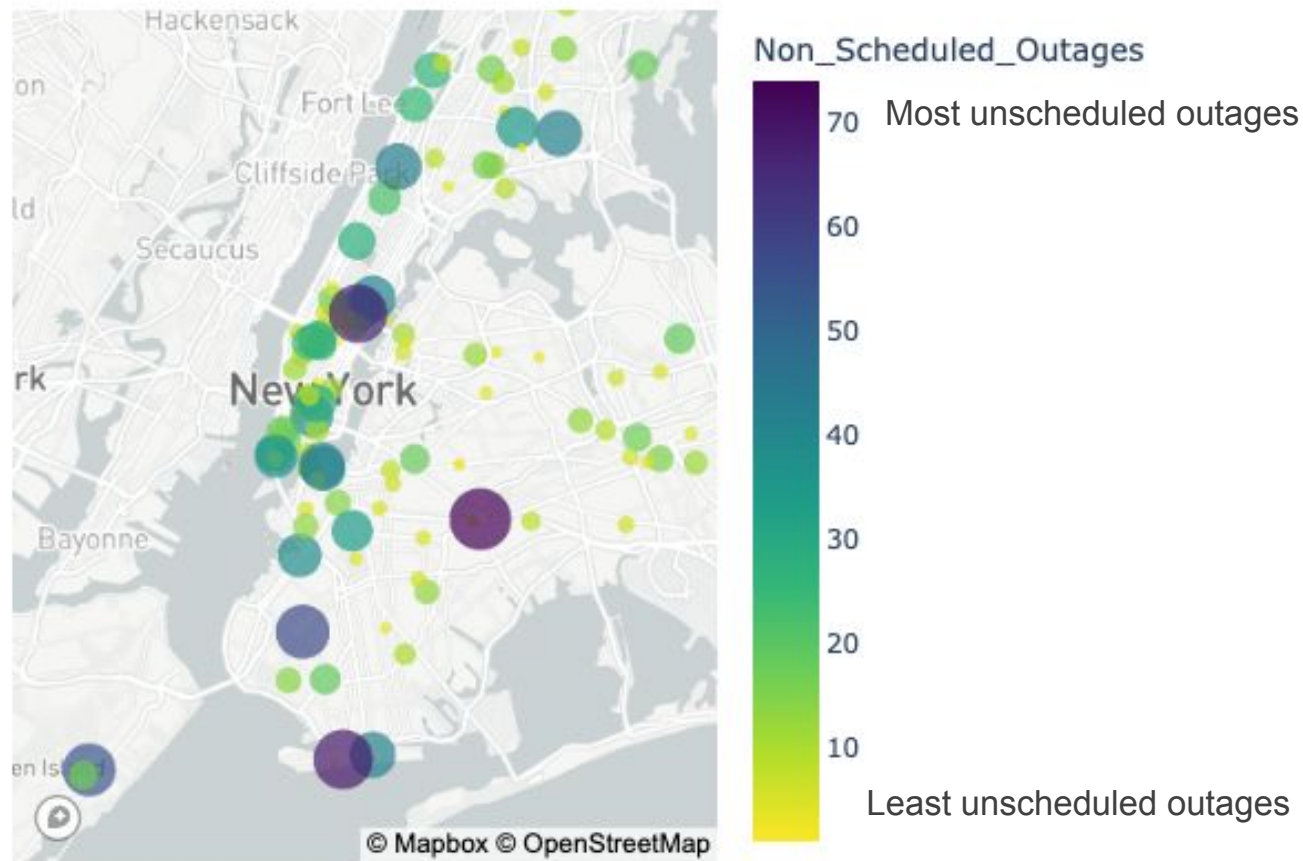 Hackensack
on
Fort Lee
Cliffside Park
ld
Secaucus
rk
New York
Bayonne
en Island
© Mapbox © OpenStreetMap
Non_Scheduled_Outages
70
Most unscheduled outages
60
50
40
30
20
10
Least unscheduled outages